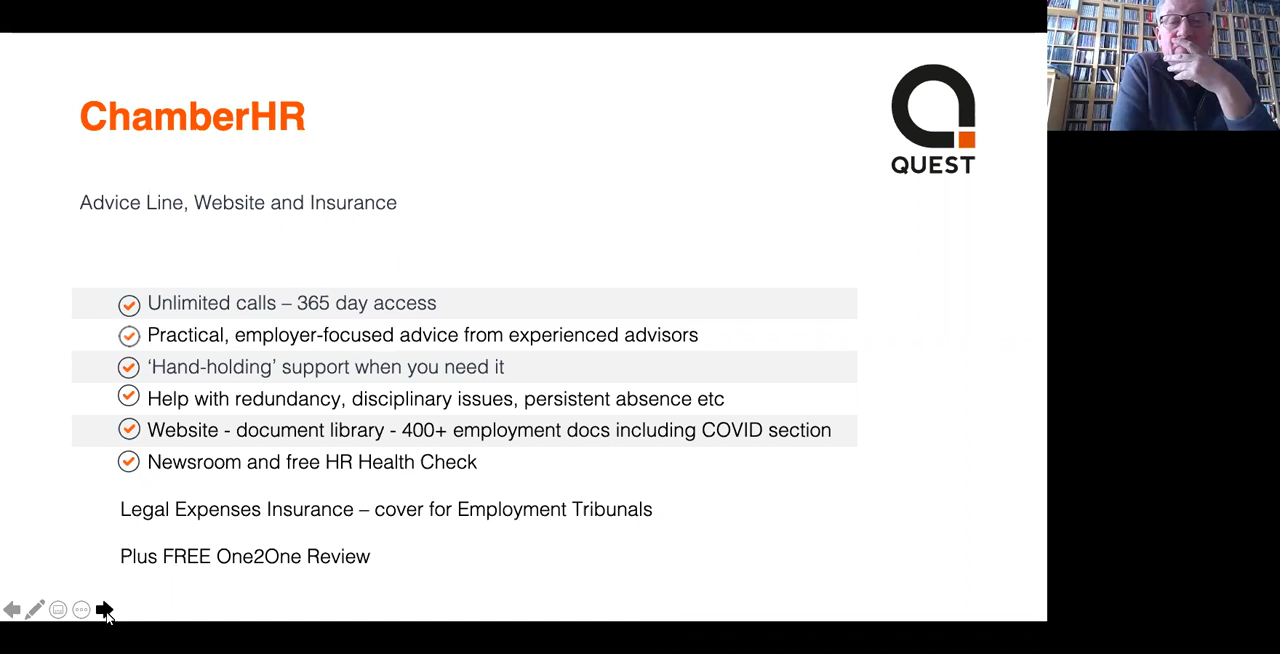 ChamberHR
QUEST
Advice Line, Website and Insurance
Unlimited calls – 365 day access
Practical, employer-focused advice from experienced advisors
‘Hand-holding’ support when you need it
Help with redundancy, disciplinary issues, persistent absence etc
Website - document library - 400+ employment docs including COVID section
Newsroom and free HR Health Check
Legal Expenses Insurance – cover for Employment Tribunals
Plus FREE One2One Review